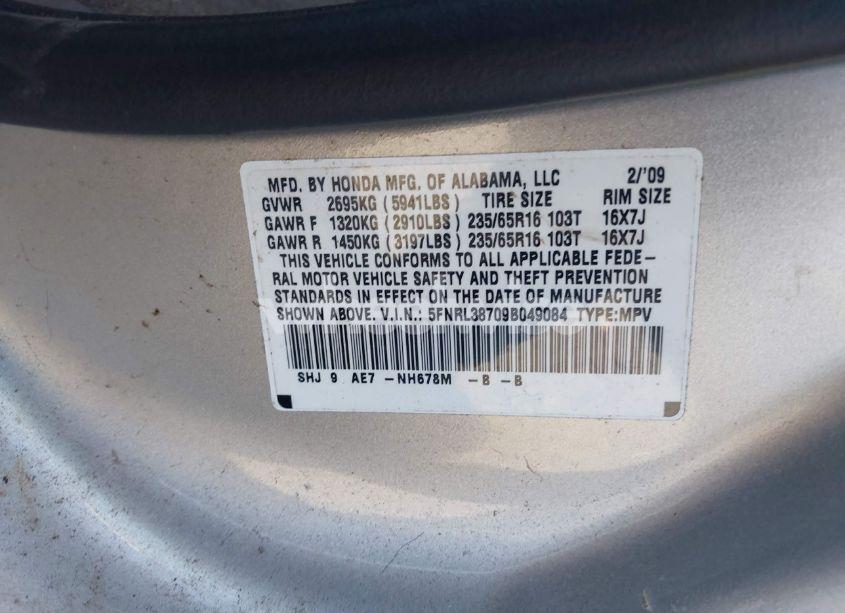 MFD. BY HONDA MFG. OF ALABAMA, LLC 2/'09
GVWR 2695KG (5941LBS) TIRE SIZE RIM SIZE
GAWR F 1320KG (2910LBS) 235/65R16 103T 16X7J
GAWR R 1450KG (3197LBS) 235/65R16 103T 16X7J
THIS VEHICLE CONFORMS TO ALL APPLICABLE FEDE-
RAL MOTOR VEHICLE SAFETY AND THEFT PREVENTION
STANDARDS IN EFFECT ON THE DATE OF MANUFACTURE
SHOWN ABOVE. V.I.N.: 5FNRL38709B049084 TYPE:MPV
SHJ 9 AE7 -NH678M -B -B